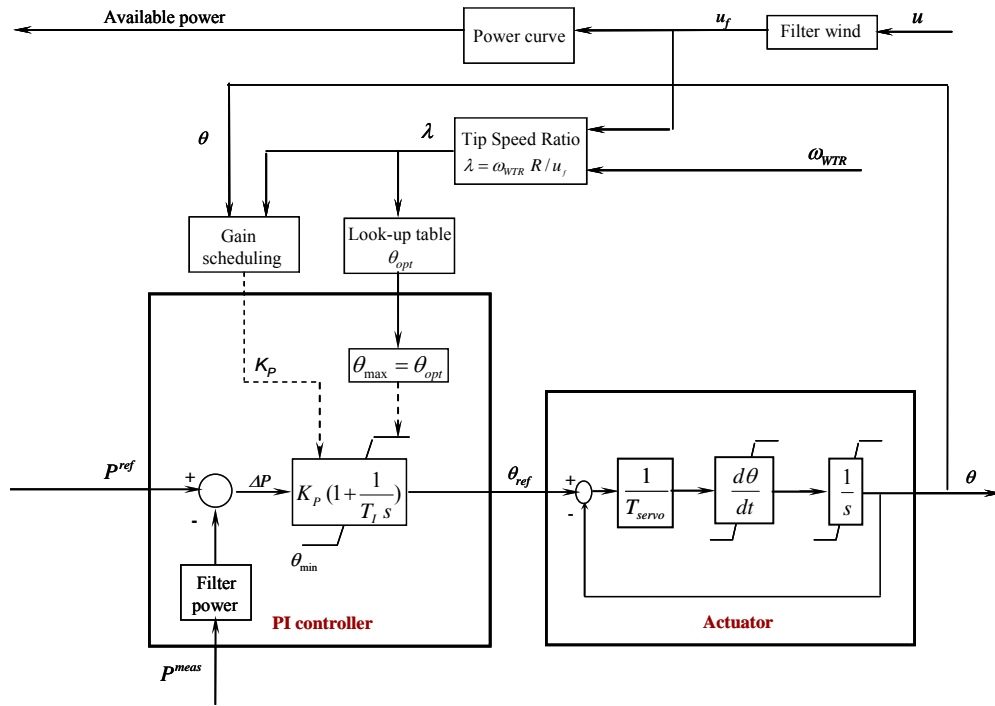 Available power
Power curve
u_f
Filter wind
u
θ
λ
Tip Speed Ratio
λ = ω_WTR R / u_f
ω_WTR
Gain
scheduling
Look-up table
θ_opt
K_P
θ_max = θ_opt
P^ref
+
-
ΔP
K_P (1 + 1/(T_I s))
θ_min
θ_ref
+
-
1/T_servo
dθ/dt
1/s
θ
Filter
power
PI controller
Actuator
P^meas